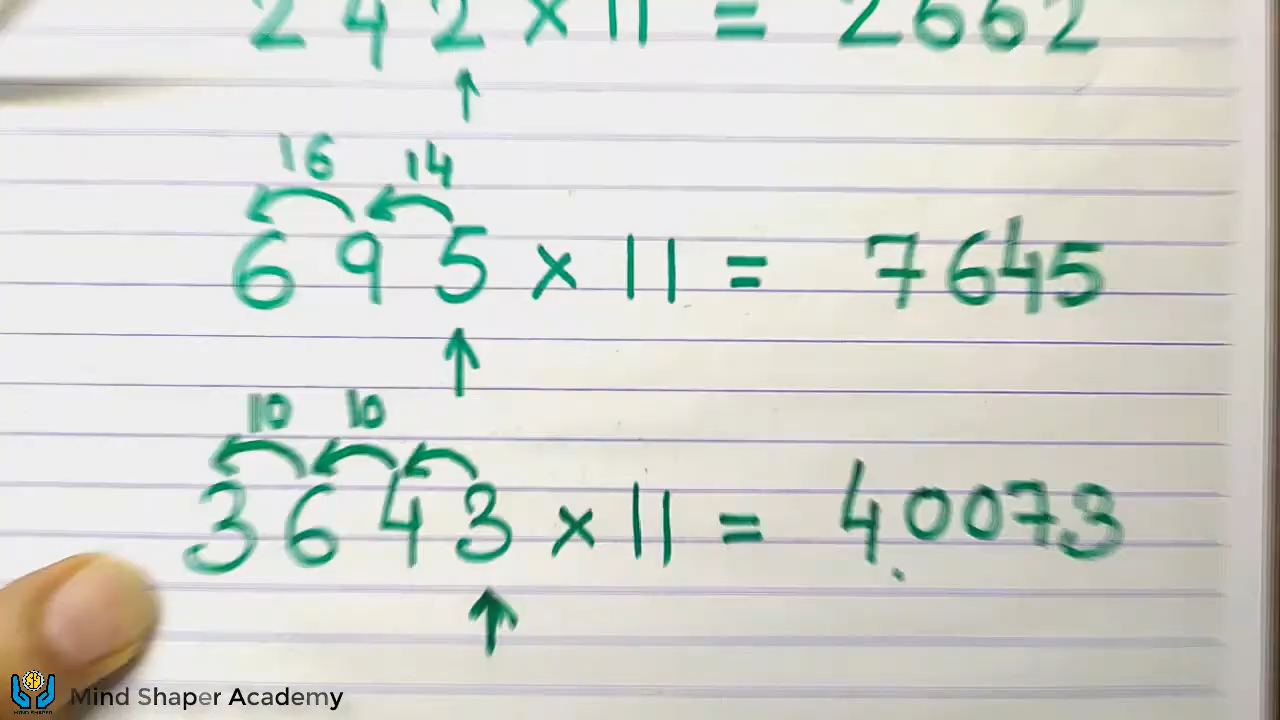 242 × 11 = 2662
↑
16 14
695 × 11 = 7645
↑
10 10
3643 × 11 = 40073
↑
Mind Shaper Academy